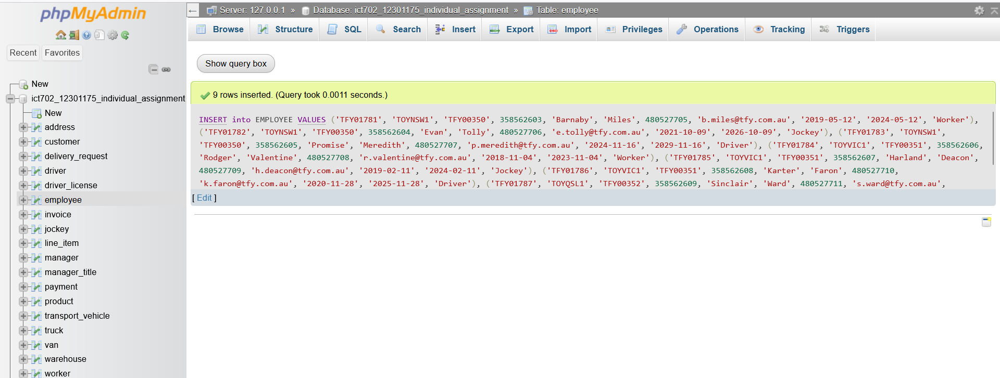 phpMyAdmin
Recent Favorites
New
ict702_12301175_individual_assignment
New
address
customer
delivery_request
driver
driver_license
employee
invoice
jockey
line_item
manager
manager_title
payment
product
transport_vehicle
truck
van
warehouse
worker
Server: 127.0.0.1 » Database: ict702_12301175_individual_assignment » Table: employee
Browse Structure SQL Search Insert Export Import Privileges Operations Tracking Triggers
Show query box
9 rows inserted. (Query took 0.0011 seconds.)
INSERT into EMPLOYEE VALUES ('TFY01781', 'TOYNSW1', 'TFY00350', 358562603, 'Barnaby', 'Miles', 480527705, 'b.miles@tfy.com.au', '2019-05-12', '2024-05-12', 'Worker'),
('TFY01782', 'TOYNSW1', 'TFY00350', 358562604, 'Evan', 'Tolly', 480527706, 'e.tolly@tfy.com.au', '2021-10-09', '2026-10-09', 'Jockey'), ('TFY01783', 'TOYNSW1',
'TFY00350', 358562605, 'Promise', 'Meredith', 480527707, 'p.meredith@tfy.com.au', '2024-11-16', '2029-11-16', 'Driver'), ('TFY01784', 'TOYVIC1', 'TFY00351', 358562606,
'Rodger', 'Valentine', 480527708, 'r.valentine@tfy.com.au', '2018-11-04', '2023-11-04', 'Worker'), ('TFY01785', 'TOYVIC1', 'TFY00351', 358562607, 'Harland', 'Deacon',
480527709, 'h.deacon@tfy.com.au', '2019-02-11', '2024-02-11', 'Jockey'), ('TFY01786', 'TOYVIC1', 'TFY00351', 358562608, 'Karter', 'Faron', 480527710,
'k.faron@tfy.com.au', '2020-11-28', '2025-11-28', 'Driver'), ('TFY01787', 'TOYQSL1', 'TFY00352', 358562609, 'Sinclair', 'Ward', 480527711, 's.ward@tfy.com.au',
[ Edit ]